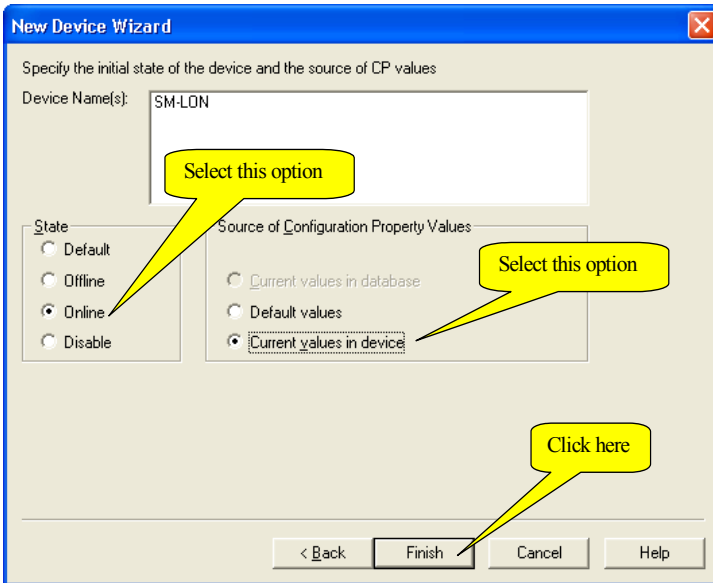 New Device Wizard
Specify the initial state of the device and the source of CP values
Device Name(s):
SM-LON
Select this option
State
Default
Offline
Online
Disable
Source of Configuration Property Values
Select this option
Current values in database
Default values
Current values in device
Click here
< Back
Finish
Cancel
Help